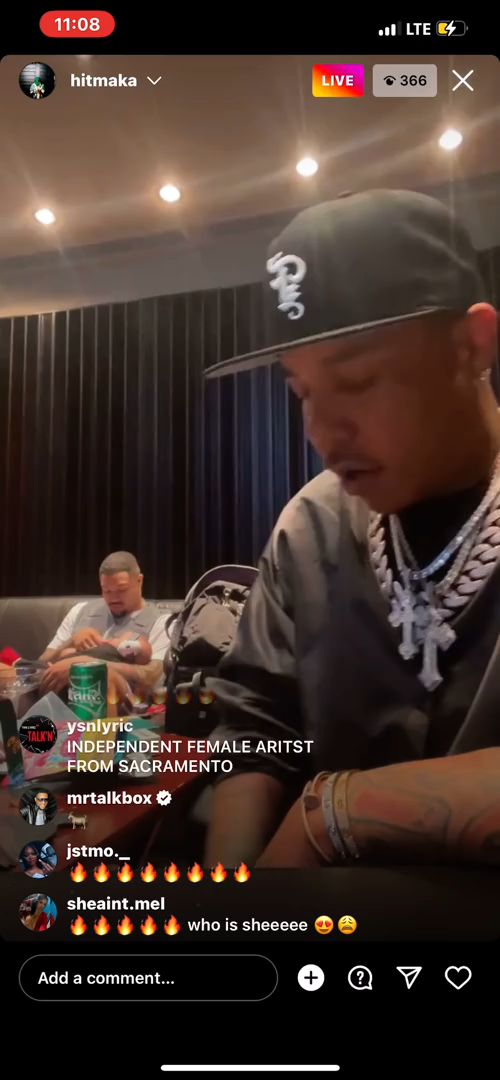 11:08
LTE
hitmaka
LIVE
366
TALK'N
ysnlyric
INDEPENDENT FEMALE ARITST
FROM SACRAMENTO
mrtalkbox
🐐
jstmo._
🔥🔥🔥🔥🔥🔥🔥🔥
sheaint.mel
🔥🔥🔥🔥🔥 who is sheeeee 😍😩
Add a comment...